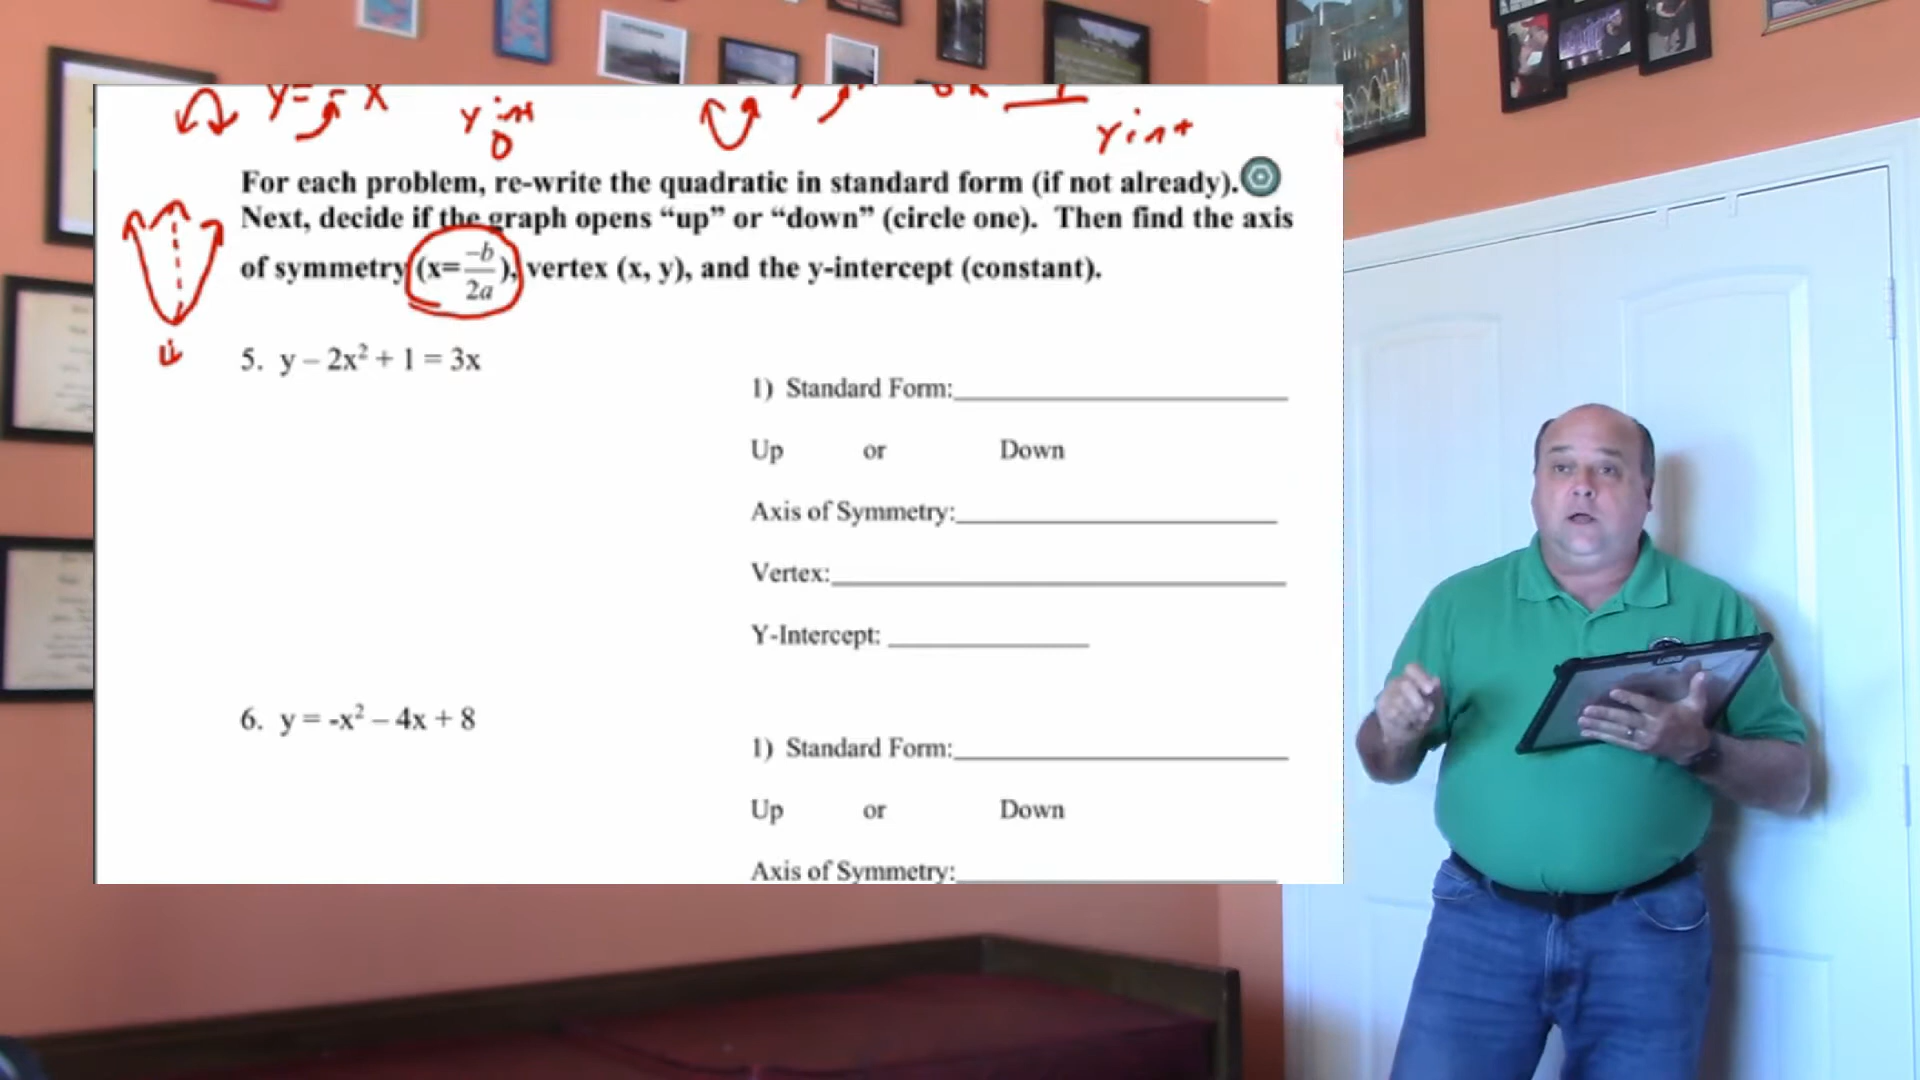 y= x
y int
0
y int
For each problem, re-write the quadratic in standard form (if not already).
Next, decide if the graph opens “up” or “down” (circle one). Then find the axis
of symmetry (x=-b/2a), vertex (x, y), and the y-intercept (constant).
5. y – 2x² + 1 = 3x
1) Standard Form:
Up or Down
Axis of Symmetry:
Vertex:
Y-Intercept:
6. y = -x² – 4x + 8
1) Standard Form:
Up or Down
Axis of Symmetry: